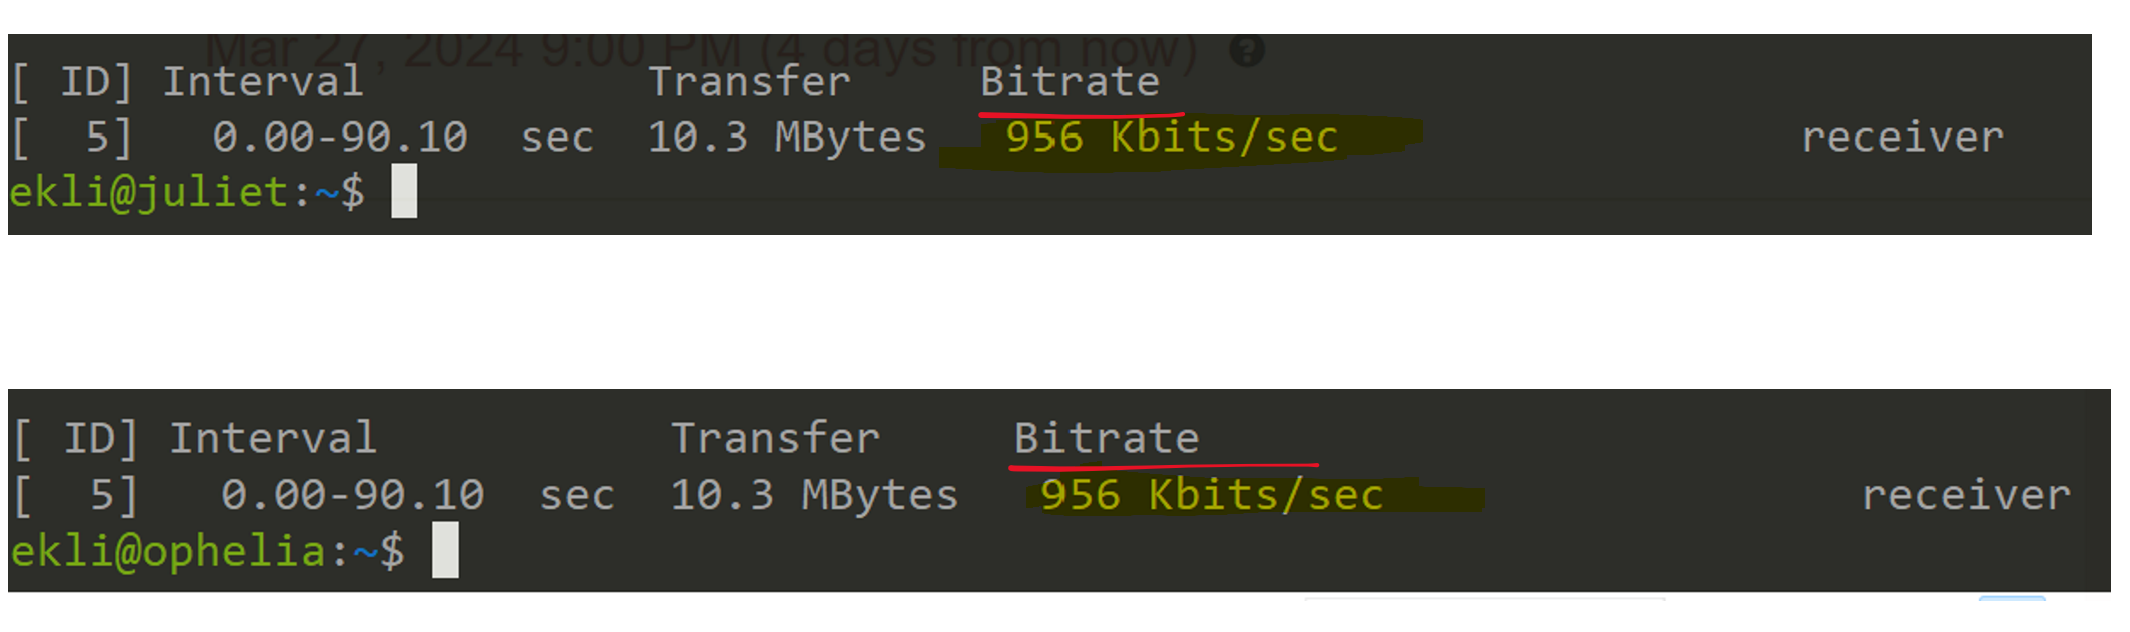 Mar 27, 2024 9:00 PM (4 days from now) ?
[ ID] Interval Transfer Bitrate
[ 5] 0.00-90.10 sec 10.3 MBytes 956 Kbits/sec receiver
ekli@juliet:~$
[ ID] Interval Transfer Bitrate
[ 5] 0.00-90.10 sec 10.3 MBytes 956 Kbits/sec receiver
ekli@ophelia:~$